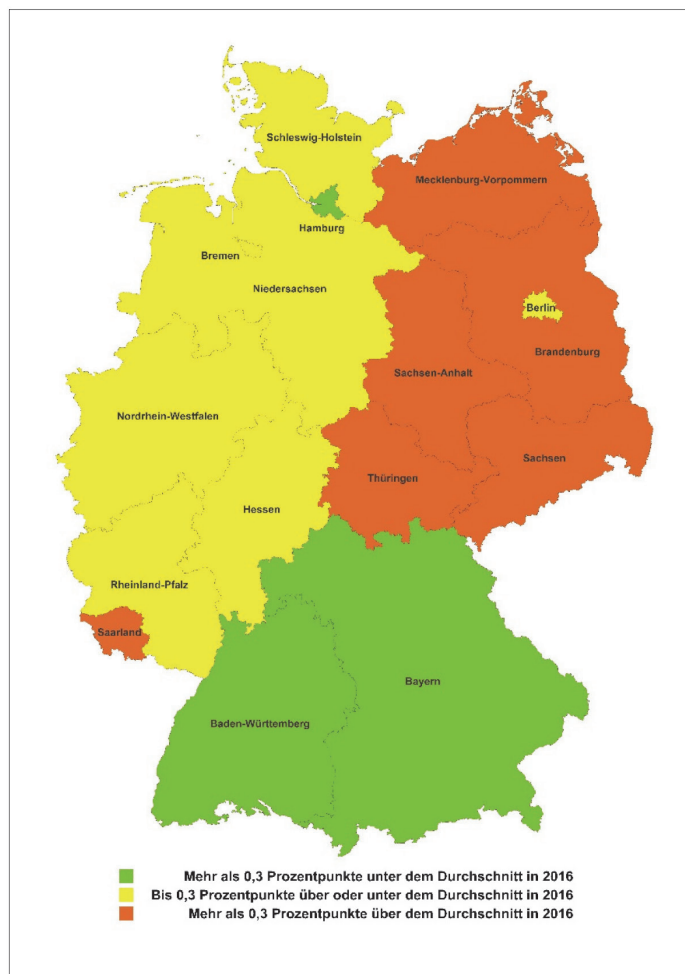 Schleswig-Holstein
Mecklenburg-Vorpommern
Hamburg
Bremen
Niedersachsen
Berlin
Brandenburg
Sachsen-Anhalt
Nordrhein-Westfalen
Sachsen
Thüringen
Hessen
Rheinland-Pfalz
Saarland
Bayern
Baden-Württemberg
Mehr als 0,3 Prozentpunkte unter dem Durchschnitt in 2016
Bis 0,3 Prozentpunkte über oder unter dem Durchschnitt in 2016
Mehr als 0,3 Prozentpunkte über dem Durchschnitt in 2016